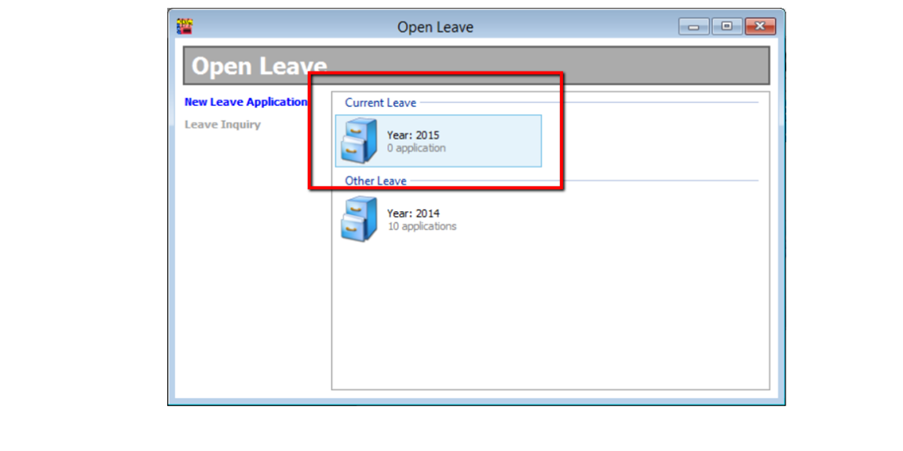 Open Leave
Open Leave
New Leave Application
Leave Inquiry
Current Leave
Year: 2015
0 application
Other Leave
Year: 2014
10 applications